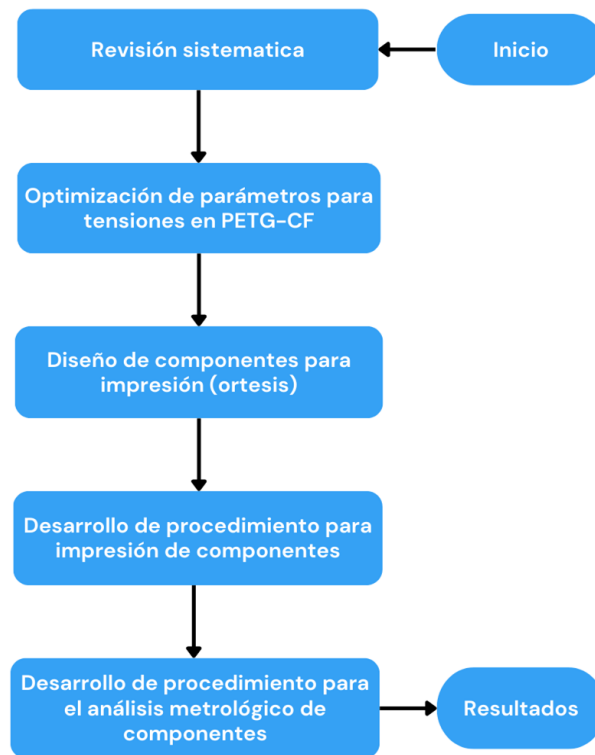 Inicio
Revisión sistematica
Optimización de parámetros para
tensiones en PETG-CF
Diseño de componentes para
impresión (ortesis)
Desarrollo de procedimiento para
impresión de componentes
Desarrollo de procedimiento para
el análisis metrológico de
componentes
Resultados